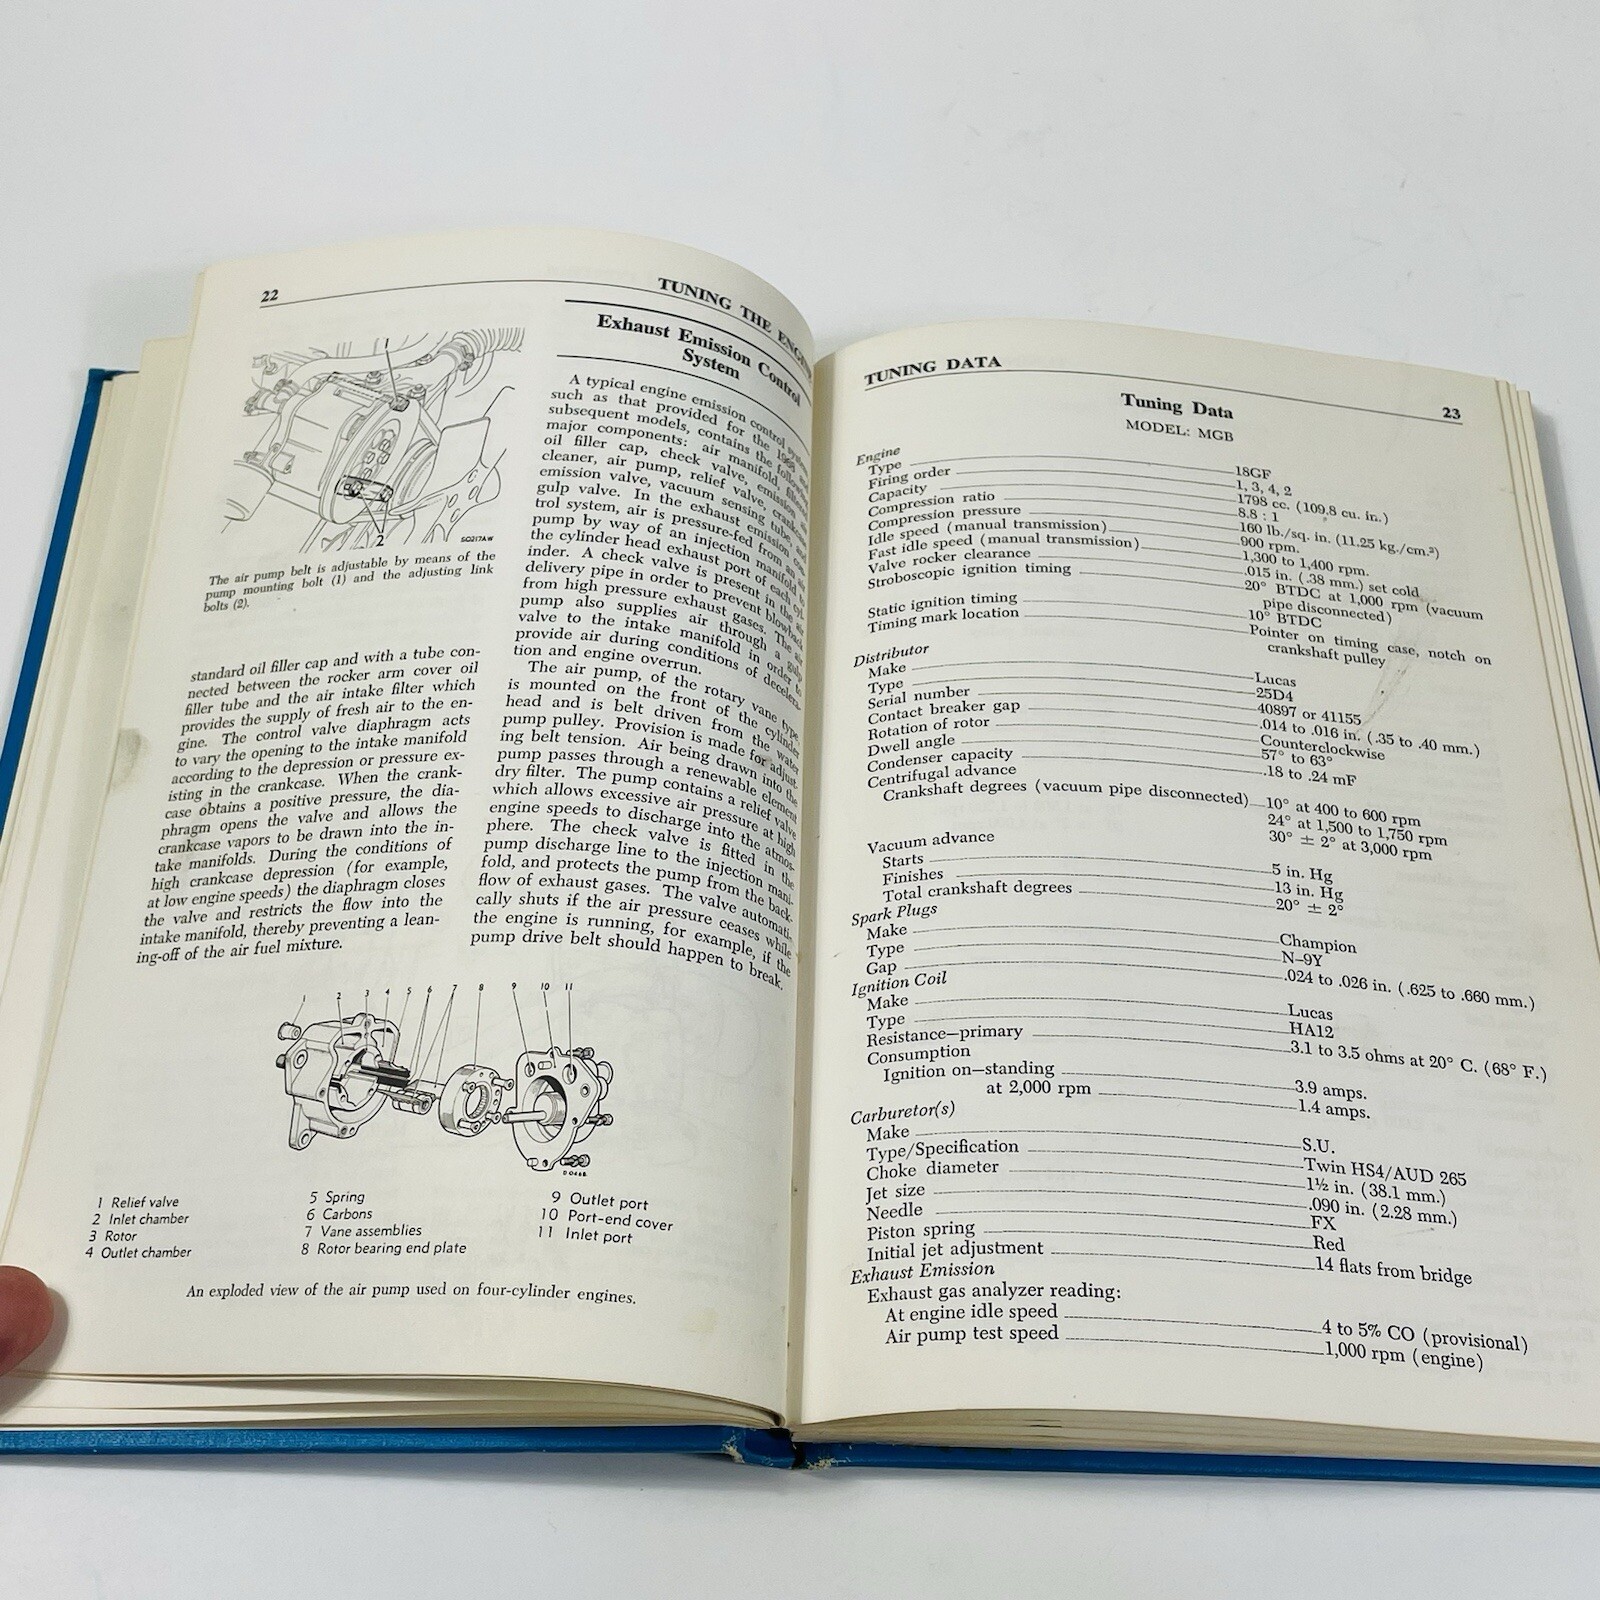 22
TUNING THE ENGINE
1
2
SQ217AW
The air pump belt is adjustable by means of the
pump mounting bolt (1) and the adjusting link
bolts (2).
standard oil filler cap and with a tube con-
nected between the rocker arm cover oil
filler tube and the air intake filter which
provides the supply of fresh air to the en-
gine. The control valve diaphragm acts
to vary the opening to the intake manifold
according to the depression or pressure ex-
isting in the crankcase. When the crank-
case obtains a positive pressure, the dia-
phragm opens the valve and allows the
crankcase vapors to be drawn into the in-
take manifolds. During the conditions of
high crankcase depression (for example,
at low engine speeds) the diaphragm closes
the valve and restricts the flow into the
intake manifold, thereby preventing a lean-
ing-off of the air fuel mixture.
Exhaust Emission Control
System
A typical engine emission control system
such as that provided for the 1968 and
subsequent models, contains the following
major components: air manifold, filtered
oil filler cap, check valve, emission air
cleaner, air pump, relief valve, crankcase
emission valve, vacuum sensing tube, and
gulp valve. In the exhaust emission con-
trol system, air is pressure-fed from an air
pump by way of an injection manifold to
the cylinder head exhaust port of each cyl-
inder. A check valve is present in the air
delivery pipe in order to prevent blowback
from high pressure exhaust gases. The air
pump also supplies air through a gulp
valve to the intake manifold in order to
provide air during conditions of decelera-
tion and engine overrun.
The air pump, of the rotary vane type,
is mounted on the front of the cylinder
head and is belt driven from the water
pump pulley. Provision is made for adjust-
ing belt tension. Air being drawn into the
pump passes through a renewable element
dry filter. The pump contains a relief valve
which allows excessive air pressure at high
engine speeds to discharge into the atmos-
phere. The check valve is fitted in the
pump discharge line to the injection mani-
fold, and protects the pump from the back-
flow of exhaust gases. The valve automati-
cally shuts if the air pressure ceases while
the engine is running, for example, if the
pump drive belt should happen to break.
1 2 3 4 5 6 7 8 9 10 11
D 0468
1 Relief valve
2 Inlet chamber
3 Rotor
4 Outlet chamber
5 Spring
6 Carbons
7 Vane assemblies
8 Rotor bearing end plate
9 Outlet port
10 Port-end cover
11 Inlet port
An exploded view of the air pump used on four-cylinder engines.
TUNING DATA
23
Tuning Data
MODEL: MGB
Engine
Type 18GF
Firing order 1, 3, 4, 2
Capacity 1798 cc. (109.8 cu. in.)
Compression ratio 8.8 : 1
Compression pressure 160 lb./sq. in. (11.25 kg./cm.²)
Idle speed (manual transmission) 900 rpm.
Fast idle speed (manual transmission) 1,300 to 1,400 rpm.
Valve rocker clearance .015 in. (.38 mm.) set cold
Stroboscopic ignition timing 20° BTDC at 1,000 rpm (vacuum
pipe disconnected)
Static ignition timing 10° BTDC
Timing mark location Pointer on timing case, notch on
crankshaft pulley
Distributor
Make Lucas
Type 25D4
Serial number 40897 or 41155
Contact breaker gap .014 to .016 in. (.35 to .40 mm.)
Rotation of rotor Counterclockwise
Dwell angle 57° to 63°
Condenser capacity .18 to .24 mF
Centrifugal advance
Crankshaft degrees (vacuum pipe disconnected) 10° at 400 to 600 rpm
24° at 1,500 to 1,750 rpm
30° ± 2° at 3,000 rpm
Vacuum advance
Starts 5 in. Hg
Finishes 13 in. Hg
Total crankshaft degrees 20° ± 2°
Spark Plugs
Make Champion
Type N–9Y
Gap .024 to .026 in. (.625 to .660 mm.)
Ignition Coil
Make Lucas
Type HA12
Resistance—primary 3.1 to 3.5 ohms at 20° C. (68° F.)
Consumption
Ignition on—standing 3.9 amps.
at 2,000 rpm 1.4 amps.
Carburetor(s)
Make S.U.
Type/Specification Twin HS4/AUD 265
Choke diameter 1½ in. (38.1 mm.)
Jet size .090 in. (2.28 mm.)
Needle FX
Piston spring Red
Initial jet adjustment 14 flats from bridge
Exhaust Emission
Exhaust gas analyzer reading:
At engine idle speed 4 to 5% CO (provisional)
Air pump test speed 1,000 rpm (engine)